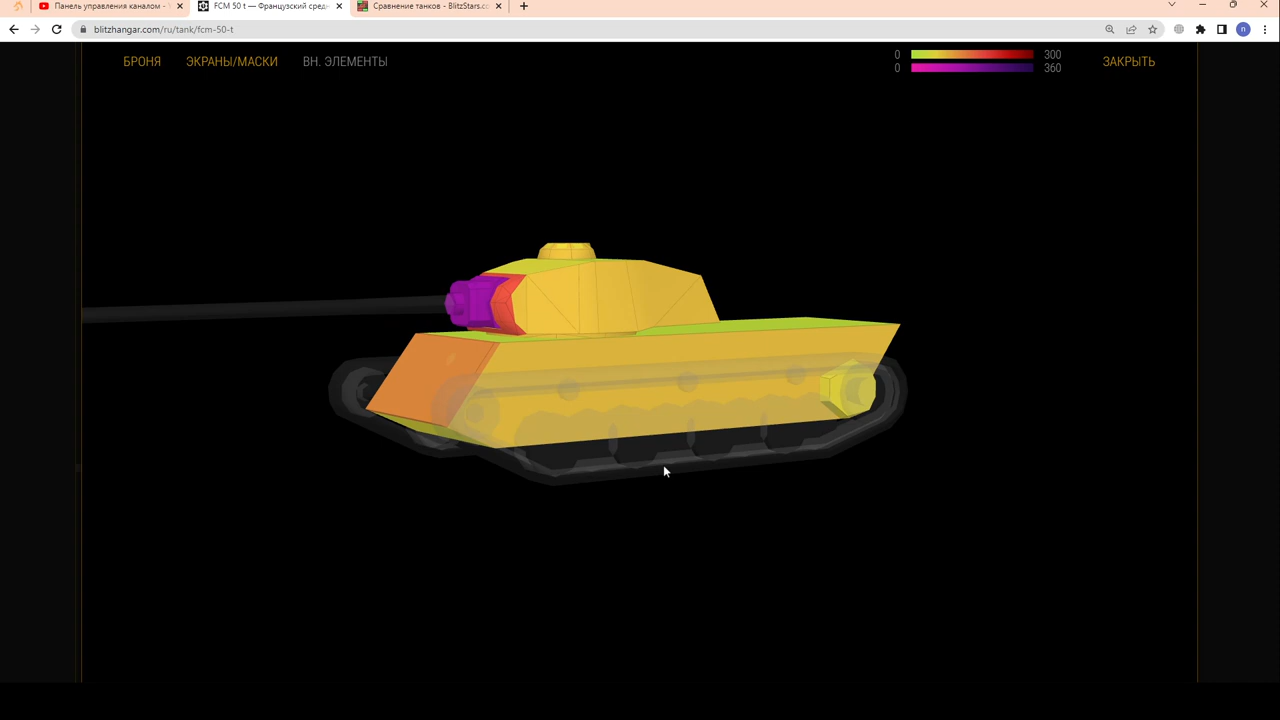 Панель управления каналом -
FCM 50 t — Французский сред
Сравнение танков - BlitzStars.co
blitzhangar.com/ru/tank/fcm-50-t
n
БРОНЯ ЭКРАНЫ/МАСКИ ВН. ЭЛЕМЕНТЫ 0 300 ЗАКРЫТЬ
0 360